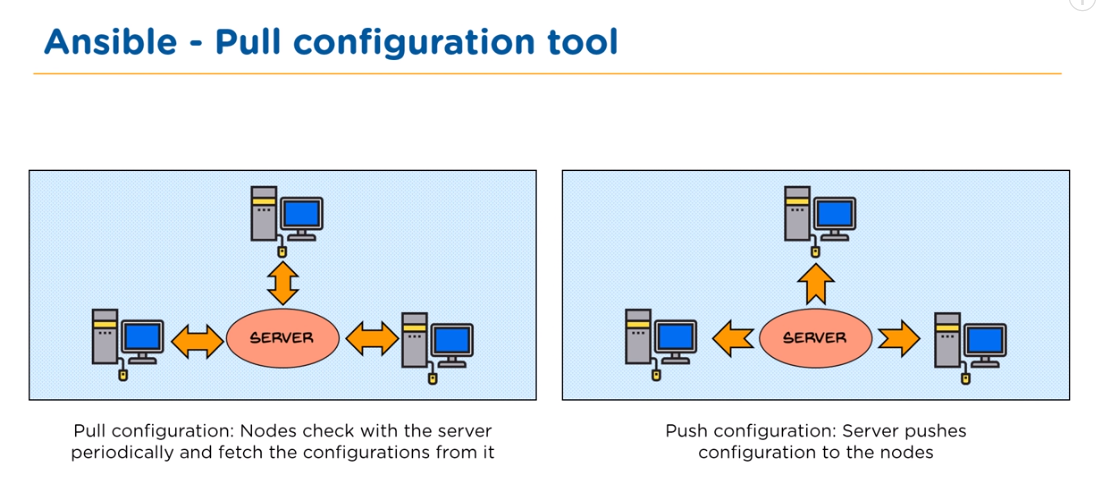 Ansible - Pull configuration tool
SERVER
Pull configuration: Nodes check with the server
periodically and fetch the configurations from it
SERVER
Push configuration: Server pushes
configuration to the nodes